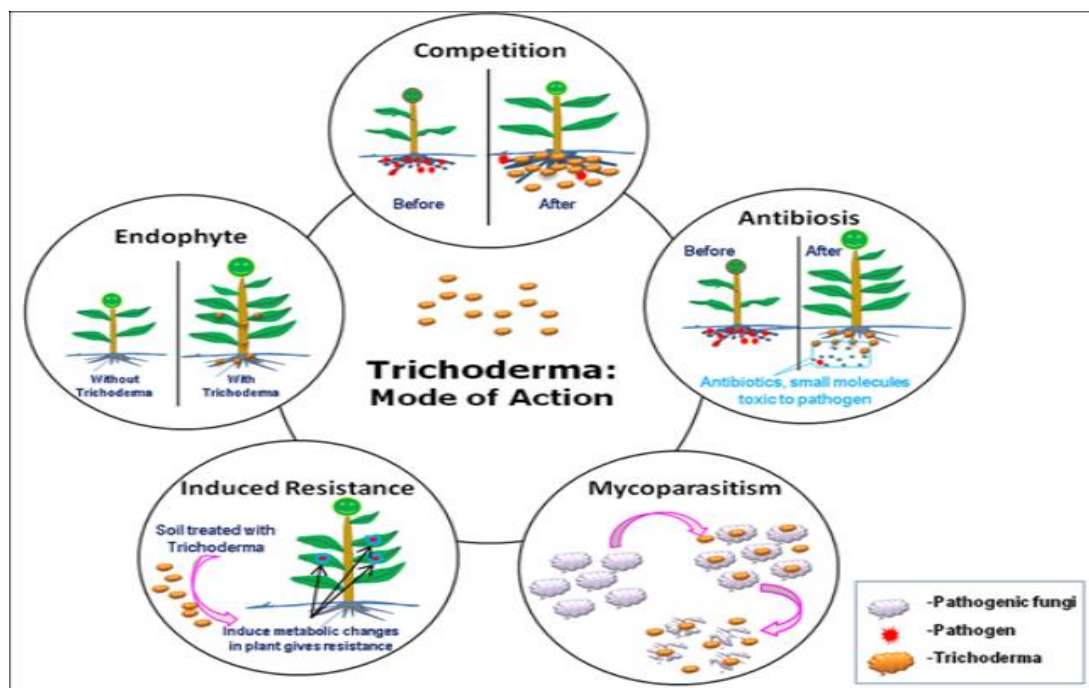 Competition
Before
After
Antibiosis
Before
After
Antibiotics, small molecules
toxic to pathogen
Endophyte
Without
Trichoderma
With
Trichoderma
Trichoderma:
Mode of Action
Induced Resistance
Soil treated with
Trichoderma
Induce metabolic changes
in plant gives resistance
Mycoparasitism
-Pathogenic fungi
-Pathogen
-Trichoderma